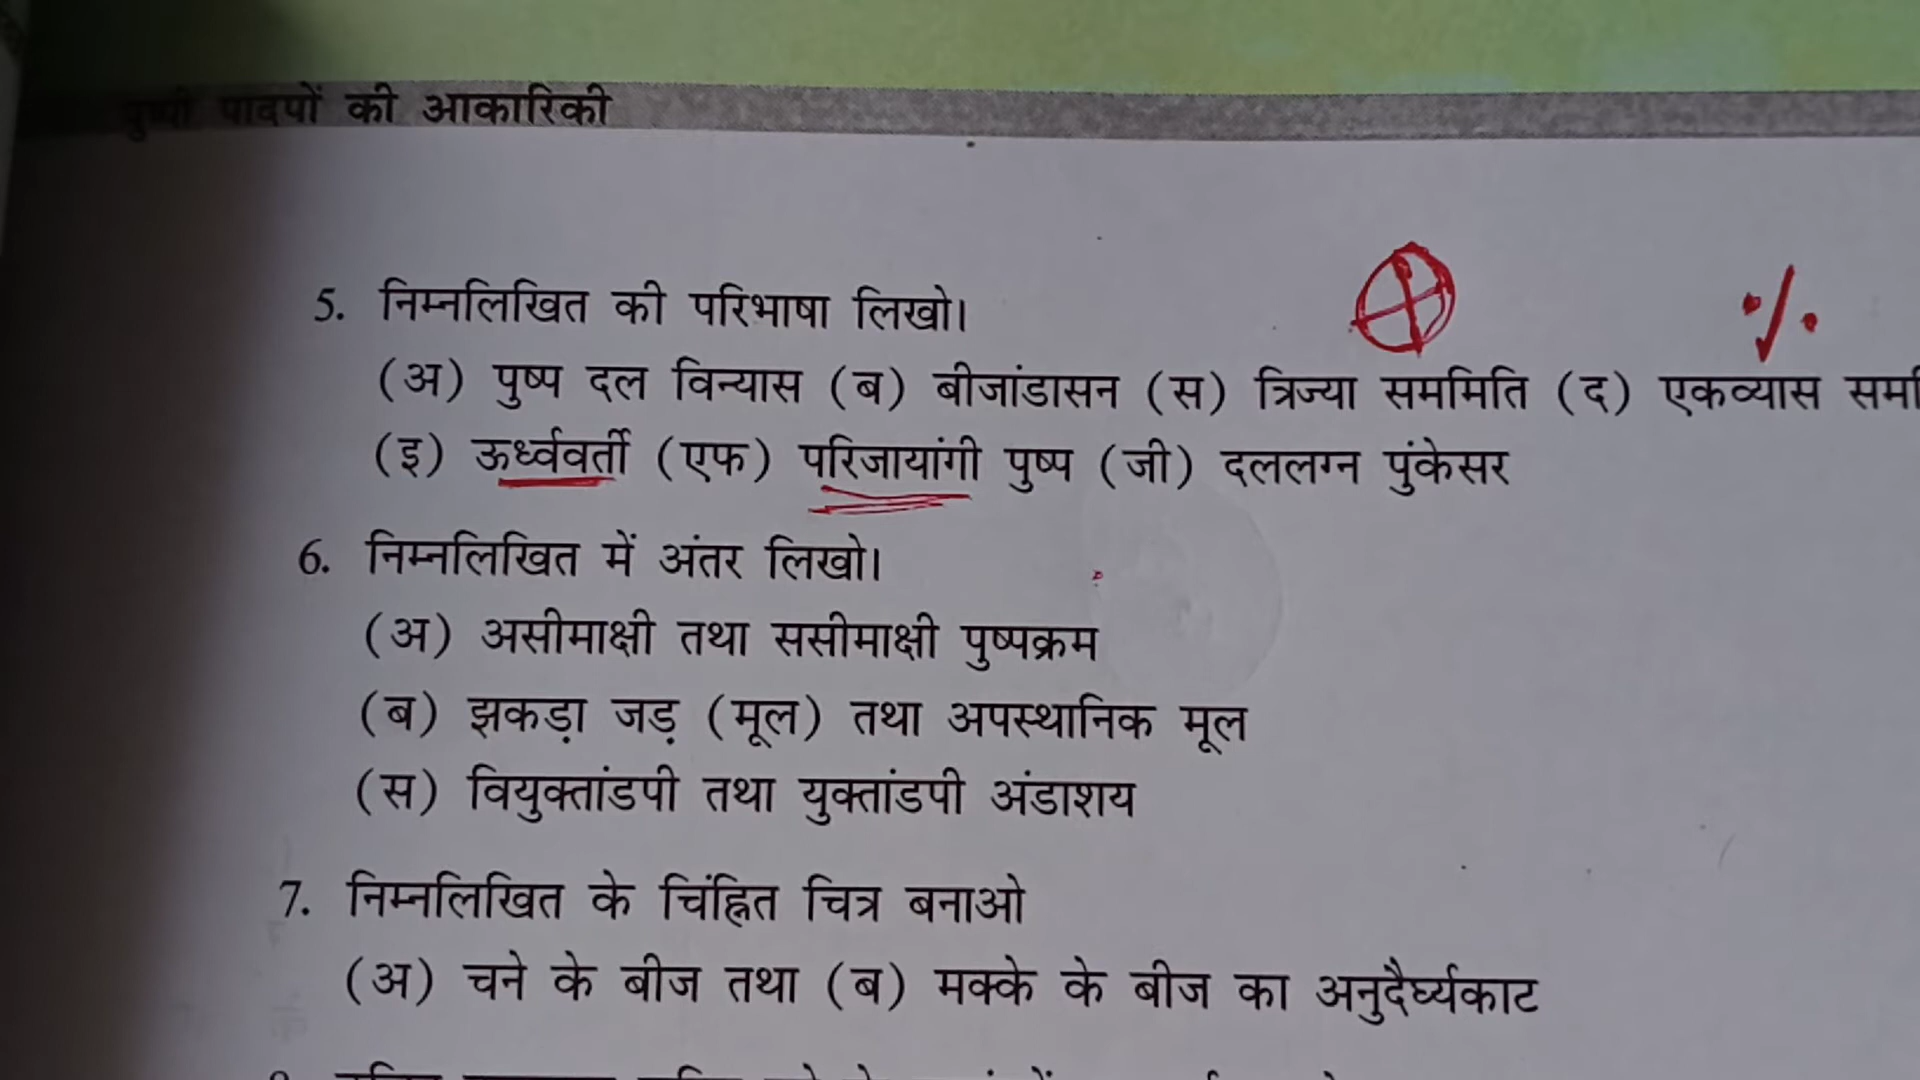 पुष्पी पादपों की आकारिकी
5. निम्नलिखित की परिभाषा लिखो।
(अ) पुष्प दल विन्यास (ब) बीजांडासन (स) त्रिज्या सममिति (द) एकव्यास
(इ) ऊर्ध्ववर्ती (एफ) परिजायांगी पुष्प (जी) दललग्न पुंकेसर
6. निम्नलिखित में अंतर लिखो।
(अ) असीमाक्षी तथा ससीमाक्षी पुष्पक्रम
(ब) झकड़ा जड़ (मूल) तथा अपस्थानिक मूल
(स) वियुक्तांडपी तथा युक्तांडपी अंडाशय
7. निम्नलिखित के चिंह्नित चित्र बनाओ
(अ) चने के बीज तथा (ब) मक्के के बीज का अनुदैर्घ्यकाट